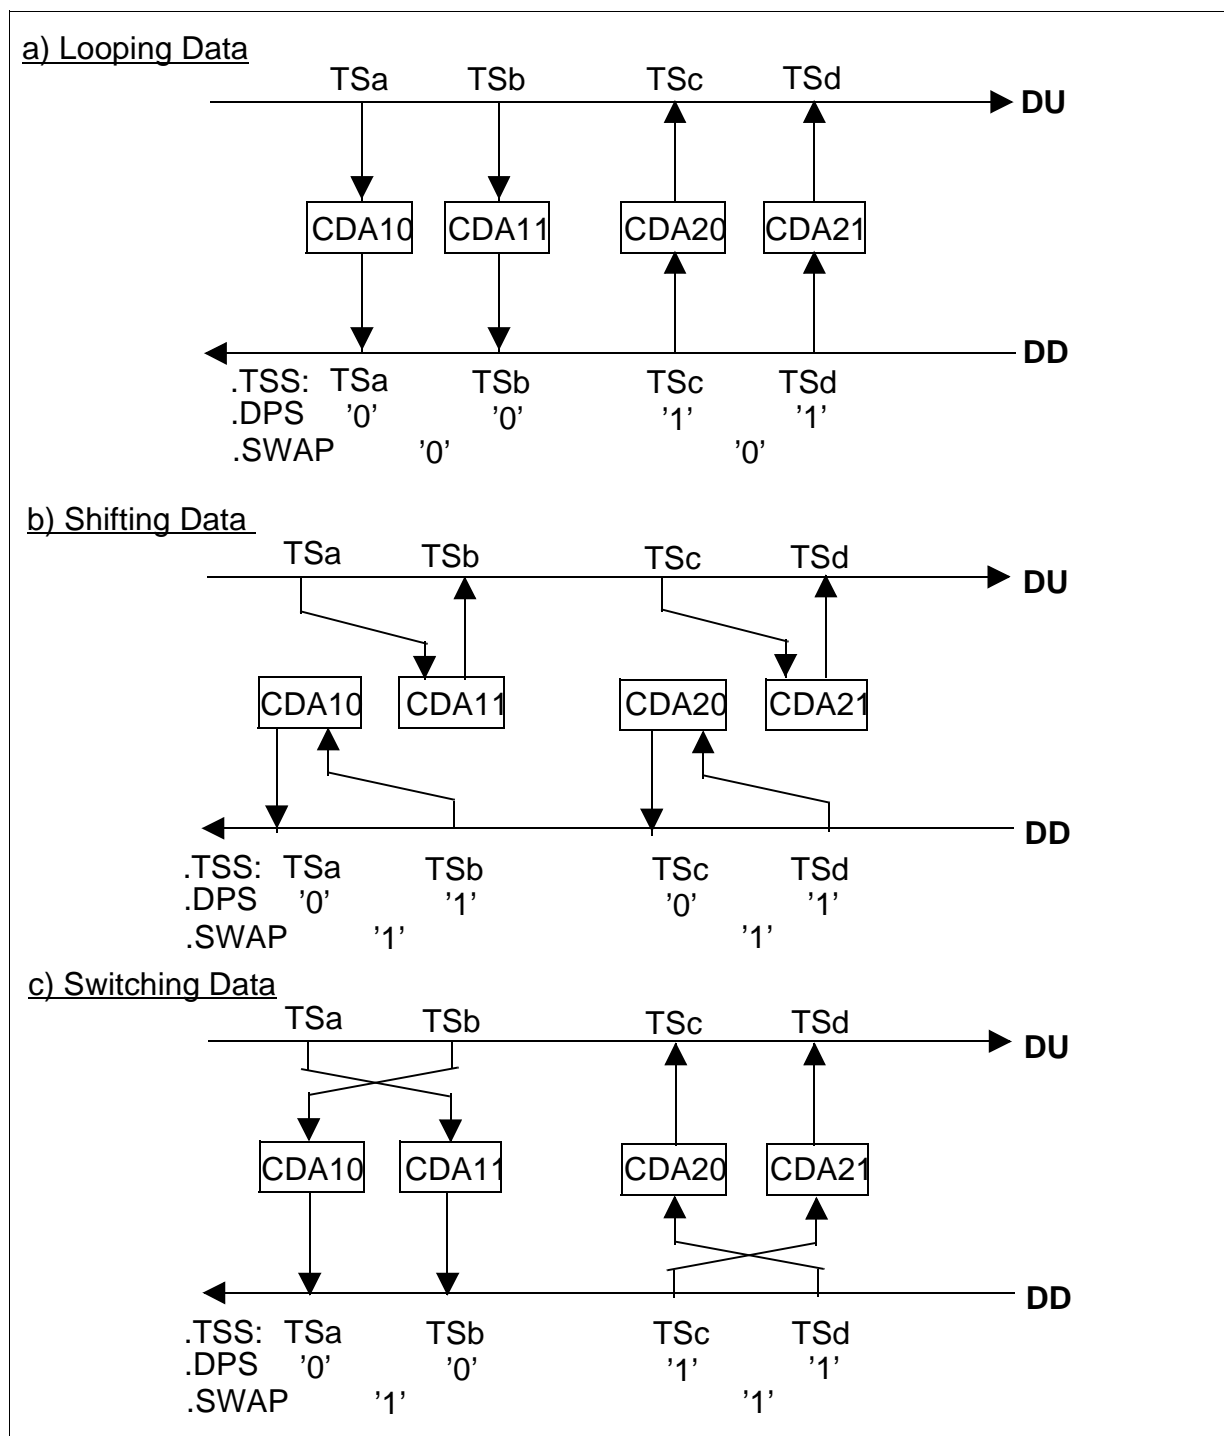 a) Looping Data
TSa TSb TSc TSd
DU
CDA10 CDA11 CDA20 CDA21
DD
.TSS: TSa TSb TSc TSd
.DPS ’0’ ’0’ ’1’ ’1’
.SWAP ’0’ ’0’
b) Shifting Data
TSa TSb TSc TSd
DU
CDA10 CDA11 CDA20 CDA21
DD
.TSS: TSa TSb TSc TSd
.DPS ’0’ ’1’ ’0’ ’1’
.SWAP ’1’ ’1’
c) Switching Data
TSa TSb TSc TSd
DU
CDA10 CDA11 CDA20 CDA21
DD
.TSS: TSa TSb TSc TSd
.DPS ’0’ ’0’ ’1’ ’1’
.SWAP ’1’ ’1’